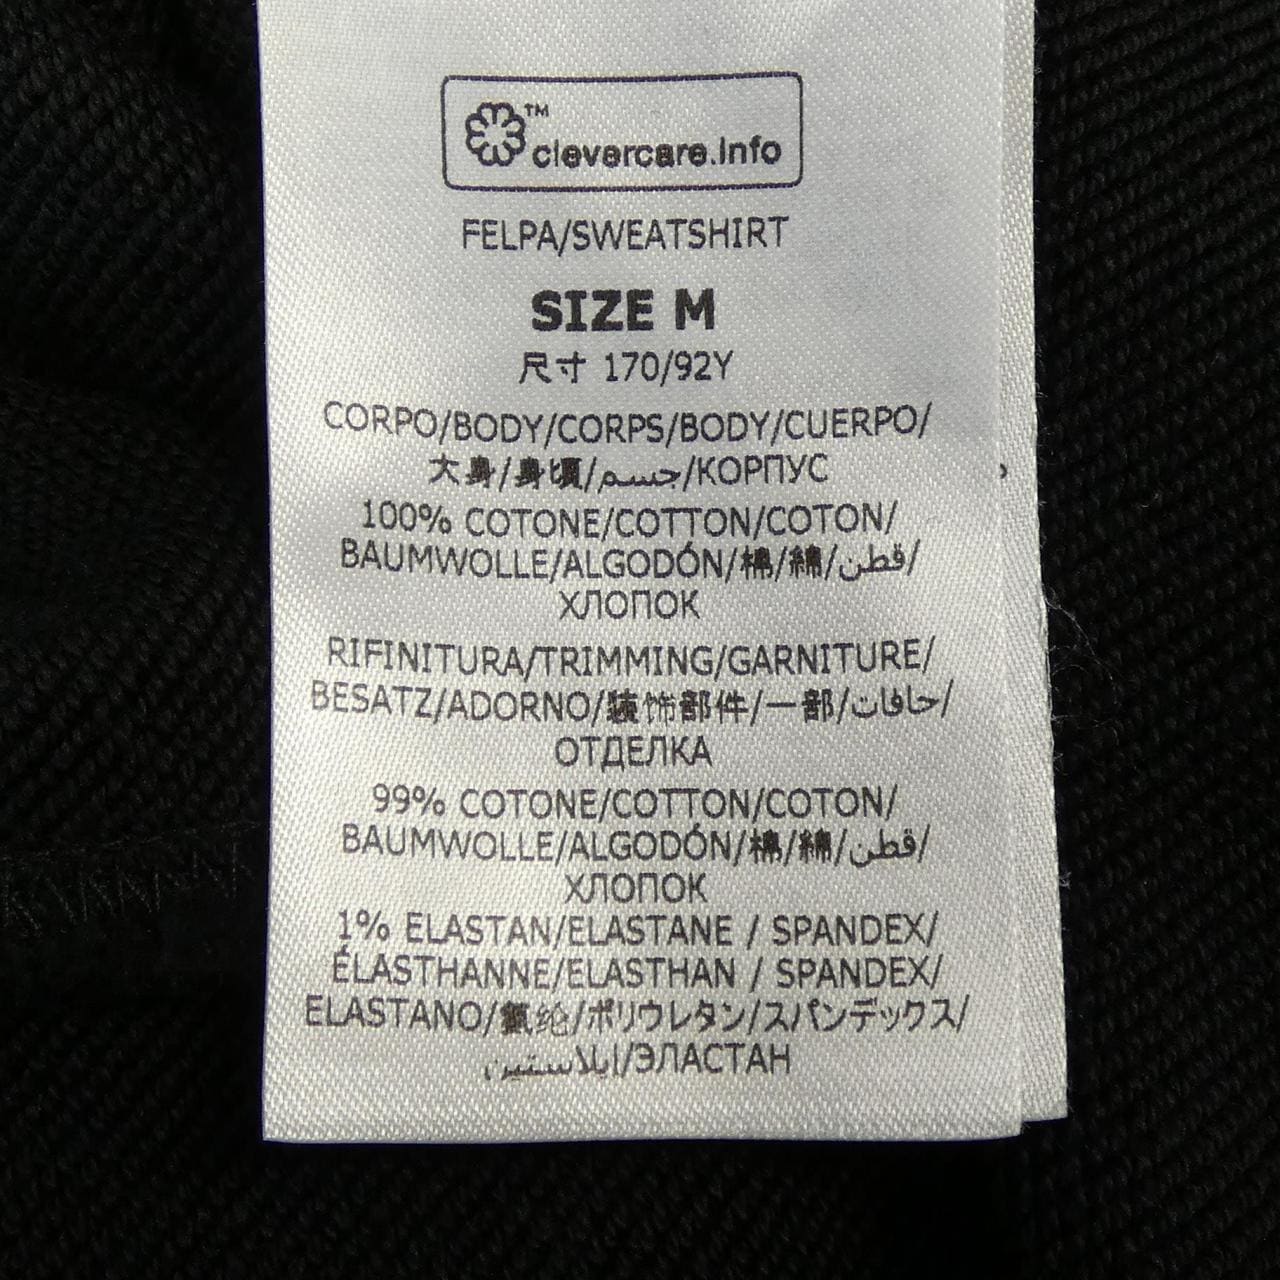 ™
clevercare.info
FELPA/SWEATSHIRT
SIZE M
尺寸 170/92Y
CORPO/BODY/CORPS/BODY/CUERPO/
大身/身頃/جسم/КОРПУС
100% COTONE/COTTON/COTON/
BAUMWOLLE/ALGODÓN/棉/綿/قطن/
ХЛОПОК
RIFINITURA/TRIMMING/GARNITURE/
BESATZ/ADORNO/装饰部件/一部/حافات/
ОТДЕЛКА
99% COTONE/COTTON/COTON/
BAUMWOLLE/ALGODÓN/棉/綿/قطن/
ХЛОПОК
1% ELASTAN/ELASTANE / SPANDEX/
ÉLASTHANNE/ELASTHAN / SPANDEX/
ELASTANO/氨纶/ポリウレタン/スパンデックス/
ايلاستين/ЭЛАСТАН